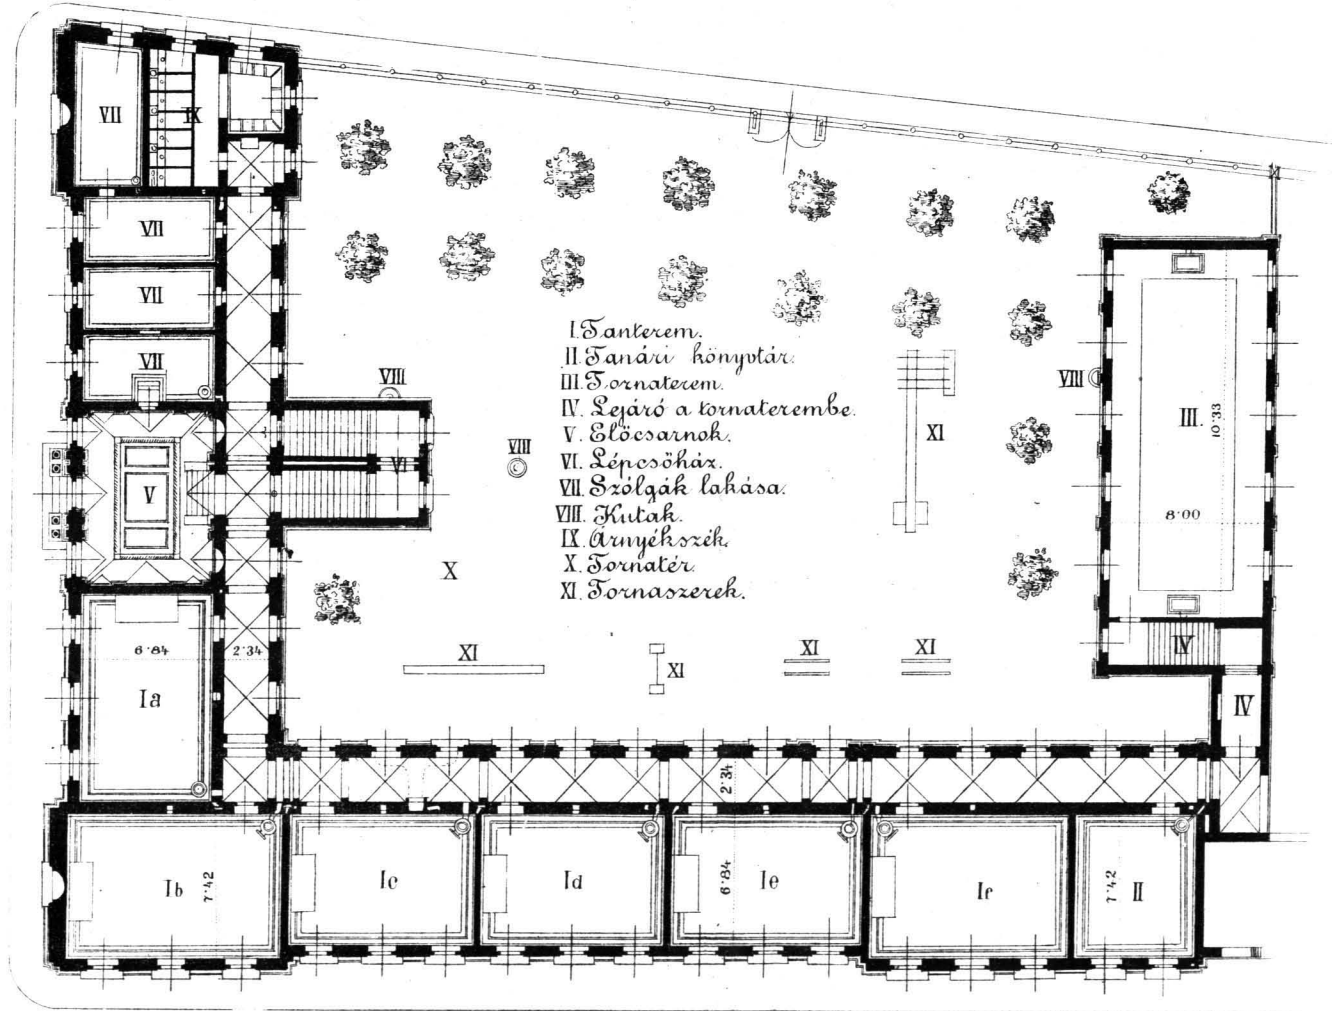 VII
IX
VII
VII
VII
VIII
VIII
VI
V
I. Tanterem.
II. Tanári könyvtár.
III. Tornaterem.
IV. Lejáró a tornaterembe.
V. Előcsarnok.
VI. Lépcsőház.
VII. Szólgák lakása.
VIII. Kutak.
IX. Árnyékszék.
X. Tornatér.
XI. Tornaszerek.
XI
VIII
III.
10·33
8·00
X
6·84
2·34
Ia
XI
XI
XI
XI
IV
IV
2·34
Ib
7·42
Ic
Id
6·84
Ie
If
7·42
II